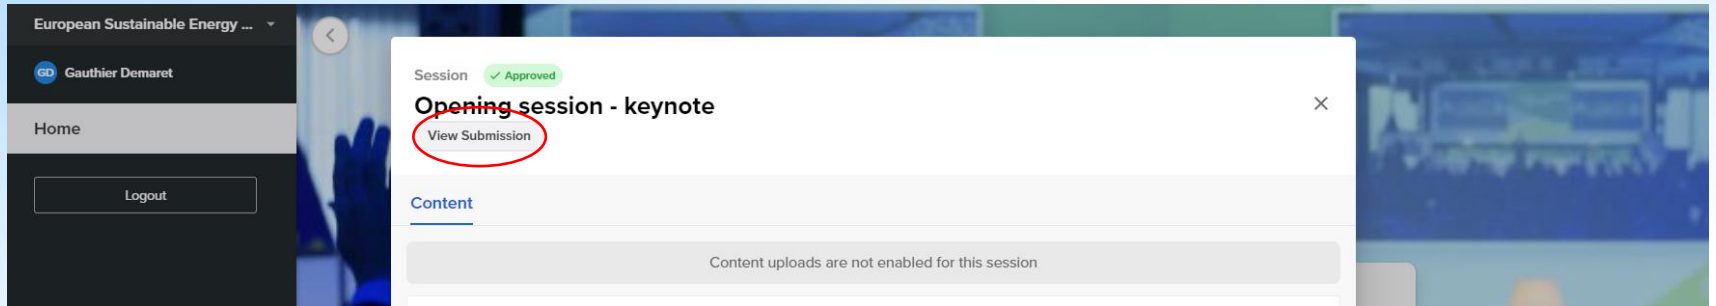 European Sustainable Energy ...
GD Gauthier Demaret
Home
Logout
Session Approved
Opening session - keynote
View Submission
Content
Content uploads are not enabled for this session